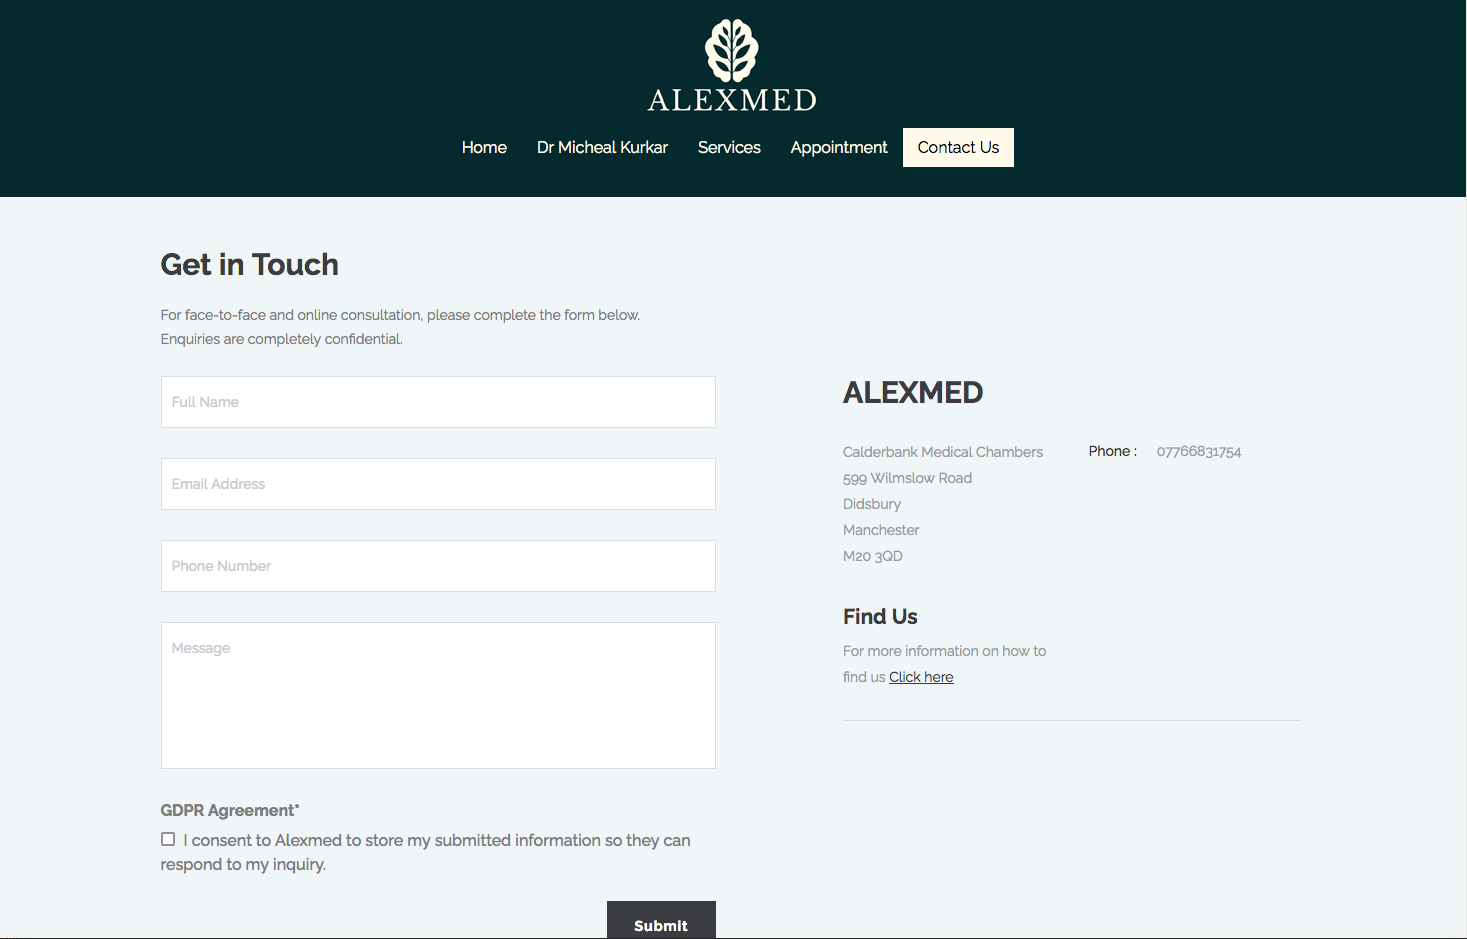 ALEXMED
Home Dr Micheal Kurkar Services Appointment Contact Us
Get in Touch
For face-to-face and online consultation, please complete the form below.
Enquiries are completely confidential.
Full Name
Email Address
Phone Number
Message
GDPR Agreement*
I consent to Alexmed to store my submitted information so they can
respond to my inquiry.
Submit
ALEXMED
Calderbank Medical Chambers
599 Wilmslow Road
Didsbury
Manchester
M20 3QD
Phone : 07766831754
Find Us
For more information on how to
find us Click here